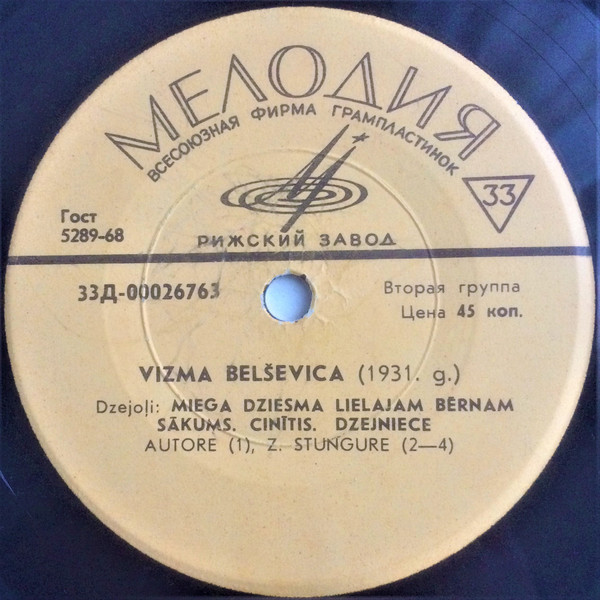 МЕЛОДИЯ
ВСЕСОЮЗНАЯ ФИРМА ГРАМПЛАСТИНОК
33
Гост
5289-68
РИЖСКИЙ ЗАВОД
33Д-00026763
Вторая группа
Цена 45 коп.
VIZMA BELŠEVICA (1931. g.)
Dzejoļi: MIEGA DZIESMA LIELAJAM BĒRNAM
SĀKUMS. CINĪTIS. DZEJNIECE
AUTORE (1), Z. STUNGURE (2—4)